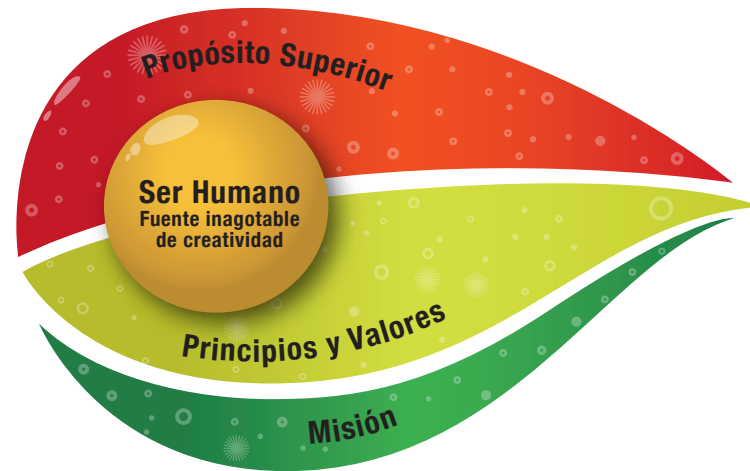 Propósito Superior
Ser Humano
Fuente inagotable
de creatividad
Principios y Valores
Misión